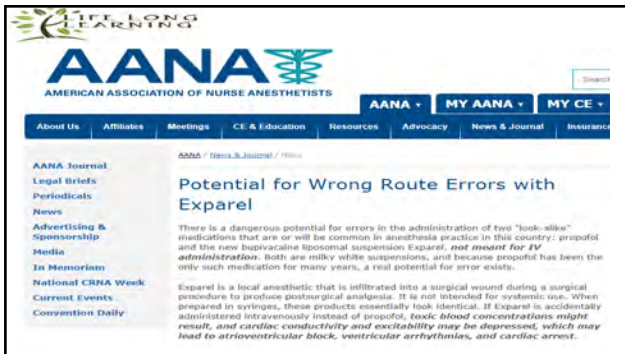 LIFE LONG
LEARNING
AANA
AMERICAN ASSOCIATION OF NURSE ANESTHETISTS
Search
AANA MY AANA MY CE
About Us Affiliates Meetings CE & Education Resources Advocacy News & Journal Insurance
AANA / News & Journal / News
AANA Journal
Legal Briefs
Periodicals
News
Advertising &
Sponsorship
Media
In Memoriam
National CRNA Week
Current Events
Convention Daily
Potential for Wrong Route Errors with
Exparel
There is a dangerous potential for errors in the administration of two "look-alike"
medications that are or will be common in anesthesia practice in this country: propofol
and the new bupivacaine liposomal suspension Exparel, not meant for IV
administration. Both are milky white suspensions, and because propofol has been the
only such medication for many years, a real potential for error exists.
Exparel is a local anesthetic that is infiltrated into a surgical wound during a surgical
procedure to produce postsurgical analgesia. It is not intended for systemic use. When
prepared in syringes, these products essentially look identical. If Exparel is accidentally
administered intravenously instead of propofol, toxic blood concentrations might
result, and cardiac conductivity and excitability may be depressed, which may
lead to atrioventricular block, ventricular arrhythmias, and cardiac arrest.